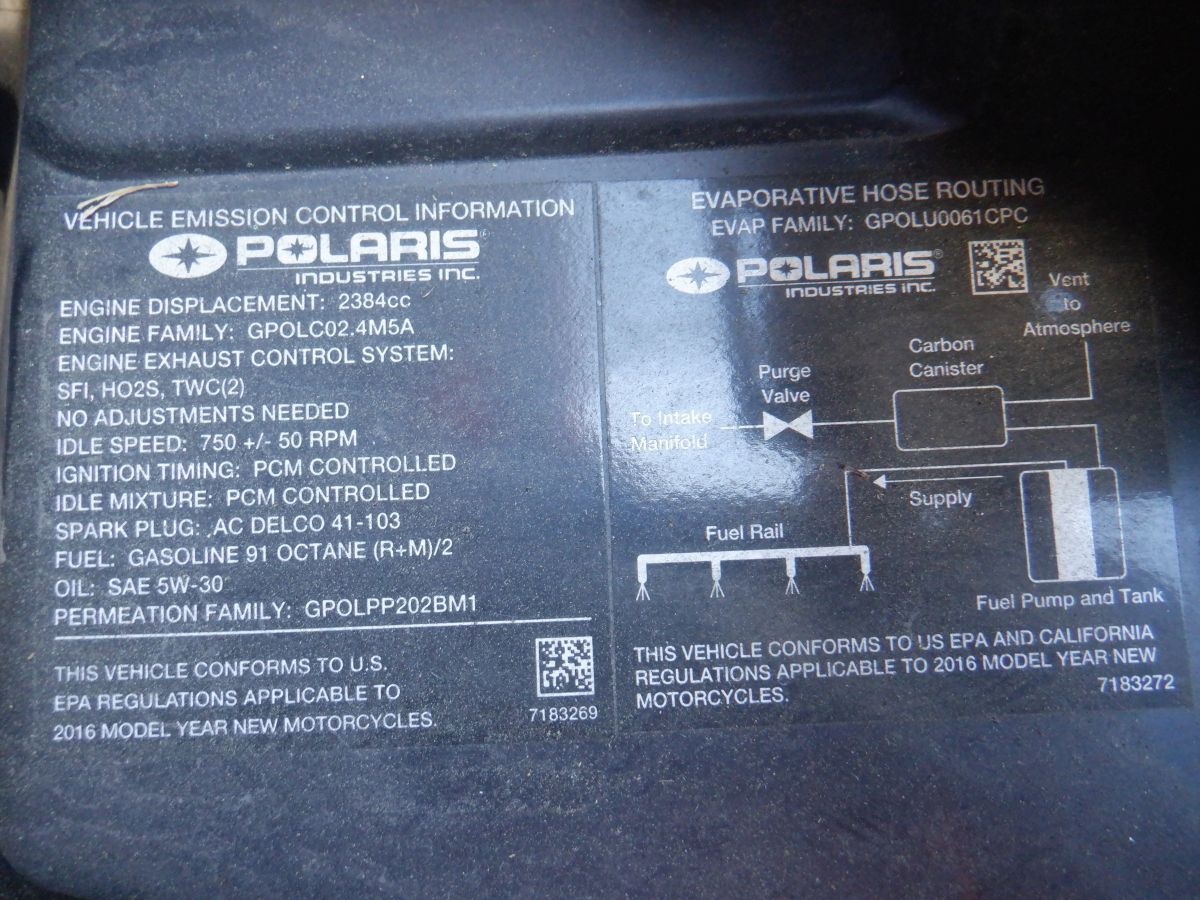 VEHICLE EMISSION CONTROL INFORMATION
POLARIS®
INDUSTRIES INC.
ENGINE DISPLACEMENT: 2384cc
ENGINE FAMILY: GPOLC02.4M5A
ENGINE EXHAUST CONTROL SYSTEM:
SFI, HO2S, TWC(2)
NO ADJUSTMENTS NEEDED
IDLE SPEED: 750 +/- 50 RPM
IGNITION TIMING: PCM CONTROLLED
IDLE MIXTURE: PCM CONTROLLED
SPARK PLUG: AC DELCO 41-103
FUEL: GASOLINE 91 OCTANE (R+M)/2
OIL: SAE 5W-30
PERMEATION FAMILY: GPOLPP202BM1
THIS VEHICLE CONFORMS TO U.S.
EPA REGULATIONS APPLICABLE TO
2016 MODEL YEAR NEW MOTORCYCLES.
7183269
EVAPORATIVE HOSE ROUTING
EVAP FAMILY: GPOLU0061CPC
POLARIS®
INDUSTRIES INC.
Vent
to
Atmosphere
Carbon
Canister
Purge
Valve
To Intake
Manifold
Supply
Fuel Rail
Fuel Pump and Tank
THIS VEHICLE CONFORMS TO US EPA AND CALIFORNIA
REGULATIONS APPLICABLE TO 2016 MODEL YEAR NEW
MOTORCYCLES.
7183272